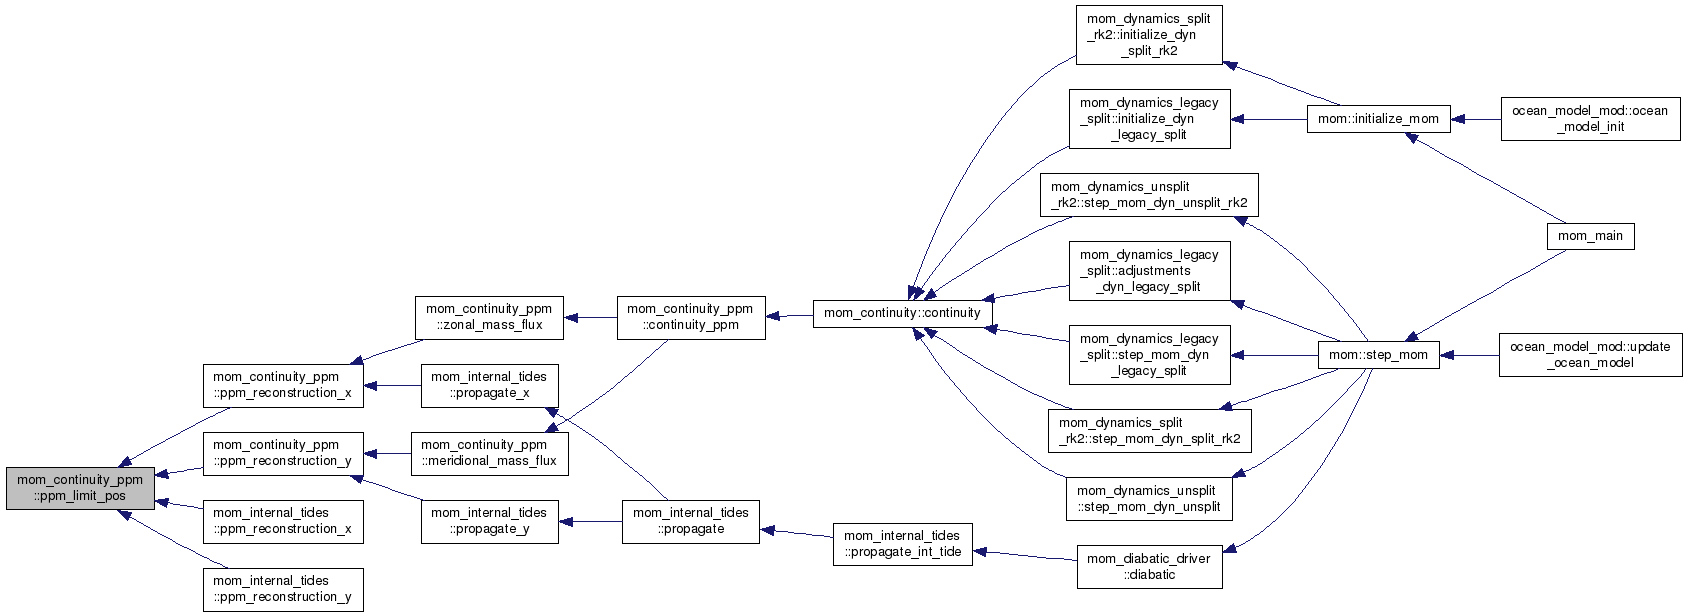 mom_continuity_ppm
::ppm_limit_pos
mom_continuity_ppm
::ppm_reconstruction_x
mom_continuity_ppm
::ppm_reconstruction_y
mom_internal_tides
::ppm_reconstruction_x
mom_internal_tides
::ppm_reconstruction_y
mom_continuity_ppm
::zonal_mass_flux
mom_internal_tides
::propagate_x
mom_continuity_ppm
::meridional_mass_flux
mom_internal_tides
::propagate_y
mom_continuity_ppm
::continuity_ppm
mom_internal_tides
::propagate
mom_continuity::continuity
mom_internal_tides
::propagate_int_tide
mom_dynamics_split
_rk2::initialize_dyn
_split_rk2
mom_dynamics_legacy
_split::initialize_dyn
_legacy_split
mom_dynamics_unsplit
_rk2::step_mom_dyn_unsplit_rk2
mom_dynamics_legacy
_split::adjustments
_dyn_legacy_split
mom_dynamics_legacy
_split::step_mom_dyn
_legacy_split
mom_dynamics_split
_rk2::step_mom_dyn_split_rk2
mom_dynamics_unsplit
::step_mom_dyn_unsplit
mom_diabatic_driver
::diabatic
mom::initialize_mom
mom::step_mom
ocean_model_mod::ocean
_model_init
mom_main
ocean_model_mod::update
_ocean_model